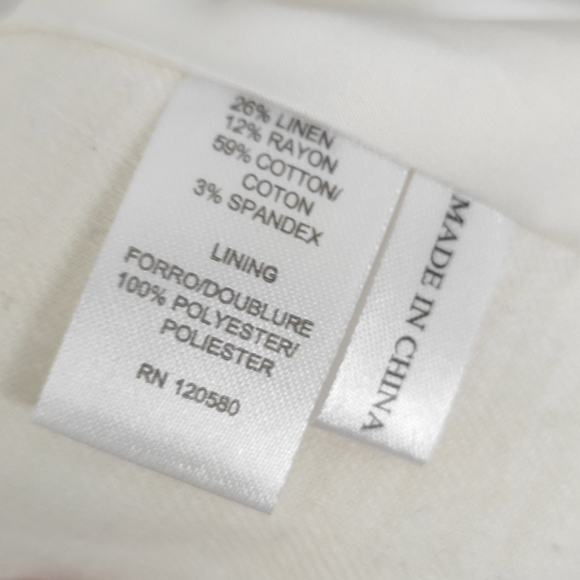 26% LINEN
12% RAYON
59% COTTON/
COTON
3% SPANDEX
LINING
FORRO/DOUBLURE
100% POLYESTER/
POLIESTER
RN 120580
MADE IN CHINA